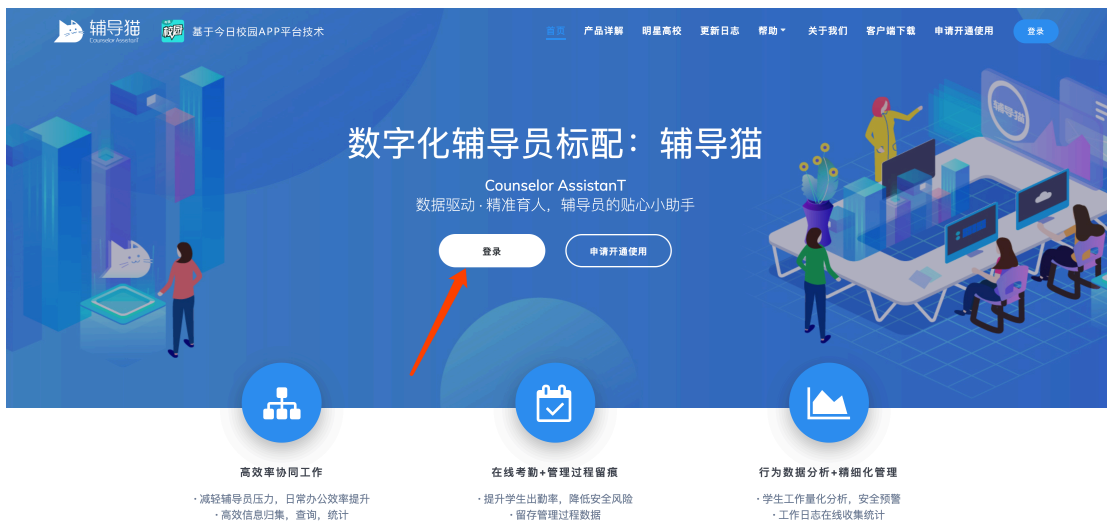 辅导猫
Counselor AssistanT
校园
基于今日校园APP平台技术
首页
产品详解
明星高校
更新日志
帮助
关于我们
客户端下载
申请开通使用
登录
辅导猫
数字化辅导员标配：辅导猫
Counselor AssistanT
数据驱动 · 精准育人，辅导员的贴心小助手
登录
申请开通使用
高效率协同工作
· 减轻辅导员压力，日常办公效率提升
· 高效信息归集，查询，统计
在线考勤+管理过程留痕
· 提升学生出勤率，降低安全风险
· 留存管理过程数据
行为数据分析+精细化管理
· 学生工作量化分析，安全预警
· 工作日志在线收集统计